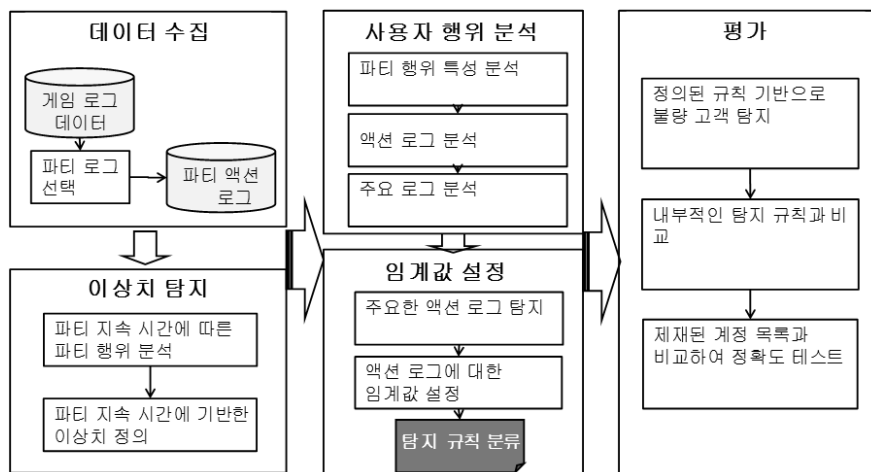 데이터 수집
게임 로그
데이터
파티 로그
선택
파티 액션
로그
이상치 탐지
파티 지속 시간에 따른
파티 행위 분석
파티 지속 시간에 기반한
이상치 정의
사용자 행위 분석
파티 행위 특성 분석
액션 로그 분석
주요 로그 분석
임계값 설정
주요한 액션 로그 탐지
액션 로그에 대한
임계값 설정
탐지 규칙 분류
평가
정의된 규칙 기반으로
불량 고객 탐지
내부적인 탐지 규칙과 비
교
제재된 계정 목록과
비교하여 정확도 테스트